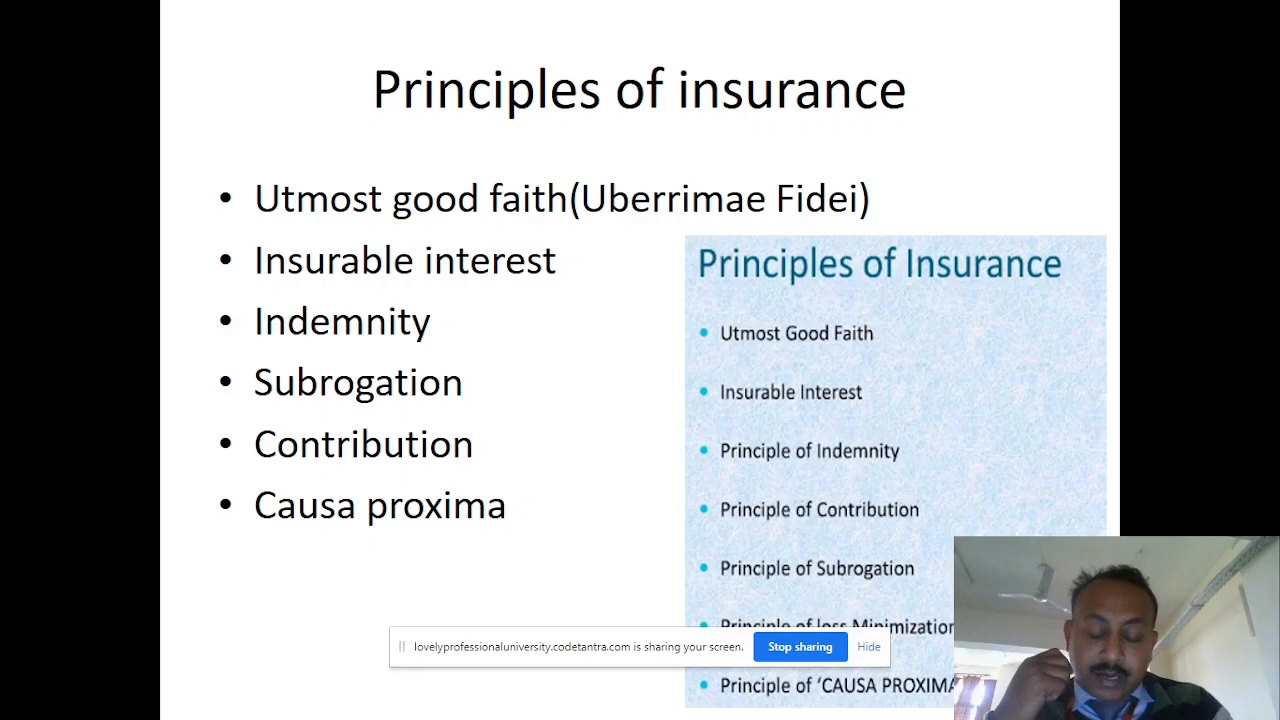 Principles of insurance
• Utmost good faith(Uberrimae Fidei)
• Insurable interest
• Indemnity
• Subrogation
• Contribution
• Causa proxima
Principles of Insurance
• Utmost Good Faith
• Insurable Interest
• Principle of Indemnity
• Principle of Contribution
• Principle of Subrogation
• Principle of loss Minimization
• Principle of ‘CAUSA PROXIMA
lovelyprofessionaluniversity.codetantra.com is sharing your screen. Stop sharing Hide